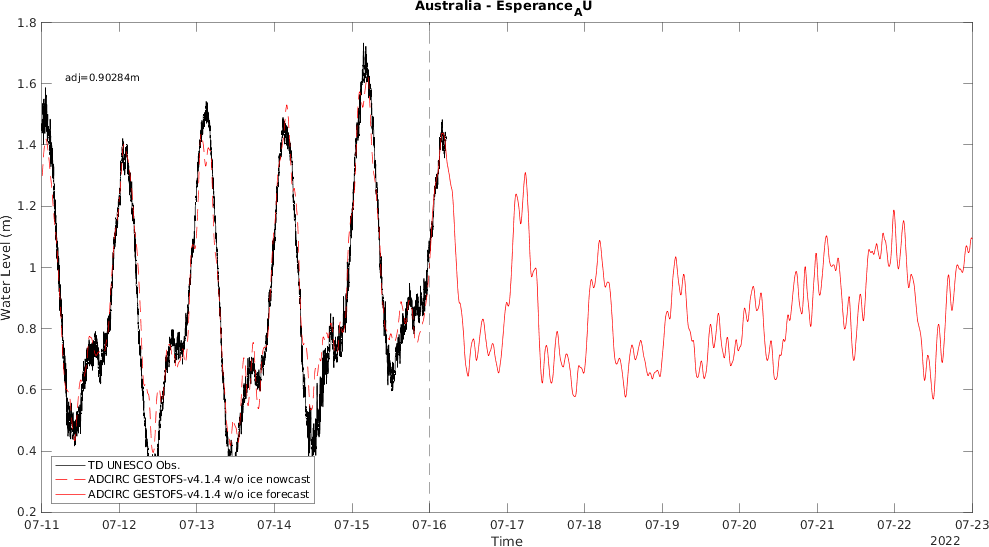 Australia - Esperance_AU
1.8
1.6
1.4
1.2
1
0.8
0.6
0.4
0.2
Water Level (m)
adj=0.90284m
TD UNESCO Obs.
ADCIRC GESTOFS-v4.1.4 w/o ice nowcast
ADCIRC GESTOFS-v4.1.4 w/o ice forecast
07-11 07-12 07-13 07-14 07-15 07-16 07-17 07-18 07-19 07-20 07-21 07-22 07-23
Time
2022